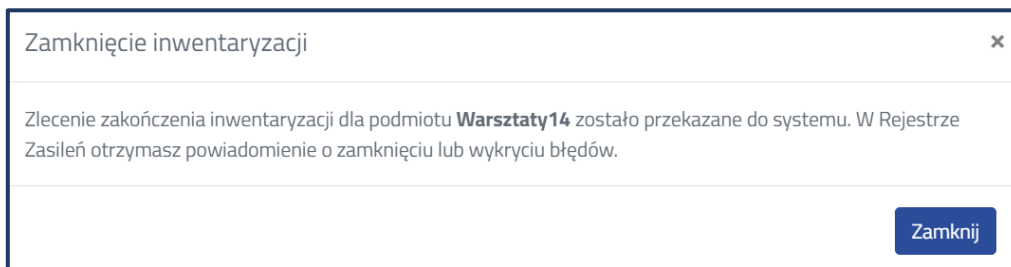 Zamknięcie inwentaryzacji
×
Zlecenie zakończenia inwentaryzacji dla podmiotu Warsztaty14 zostało przekazane do systemu. W Rejestrze
Zasileń otrzymasz powiadomienie o zamknięciu lub wykryciu błędów.
Zamknij